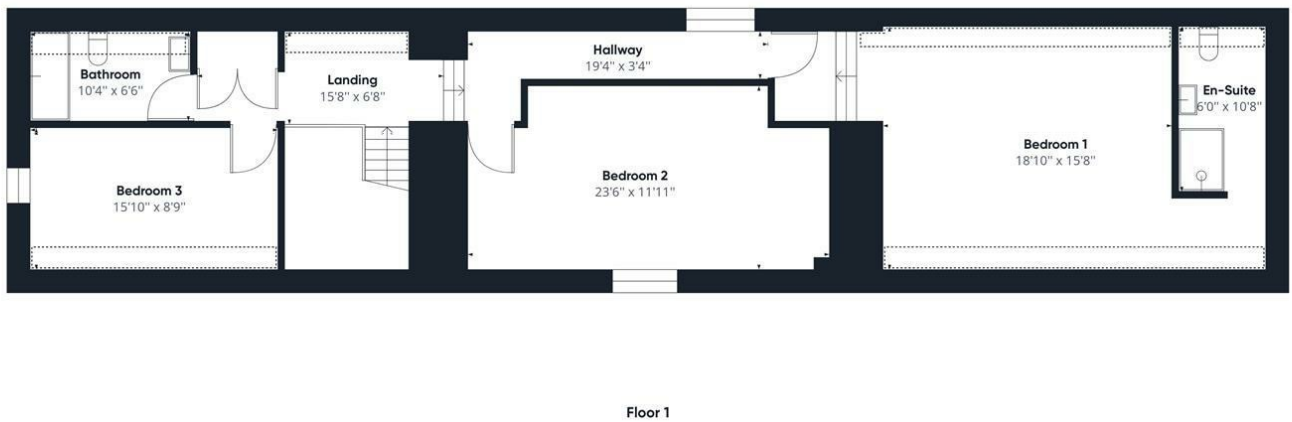 Bathroom
10'4" x 6'6"
Landing
15'8" x 6'8"
Hallway
19'4" x 3'4"
En-Suite
6'0" x 10'8"
Bedroom 1
18'10" x 15'8"
Bedroom 2
23'6" x 11'11"
Bedroom 3
15'10" x 8'9"
Floor 1